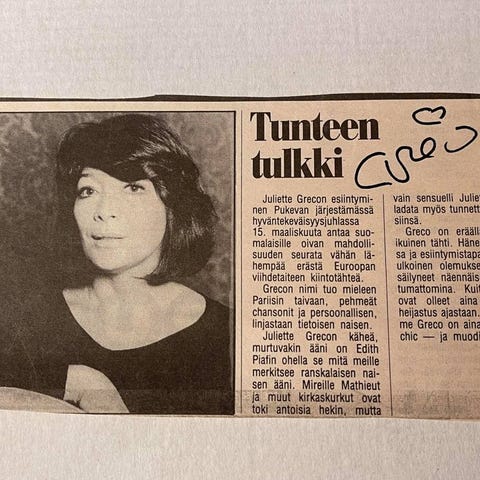 Tunteen
tulkki
Greco
Juliette Grecon esiintymi-
nen Pukevan järjestämässä
hyväntekeväisyysjuhlassa
15. maaliskuuta antaa suo-
malaisille oivan mahdolli-
suuden seurata vähän lä-
hempää erästä Euroopan
viihdetaiteen kiintotähteä.
Grecon nimi tuo mieleen
Pariisin taivaan, pehmeät
chansonit ja persoonallisen,
linjastaan tietoisen naisen.
Juliette Grecon käheä,
murtuvakin ääni on Edith
Piafin ohella se mitä meille
merkitsee ranskalaisen nai-
sen ääni. Mireille Mathieut
ja muut kirkaskurkut ovat
toki antoisia hekin, mutta
vain sensuelli Juliet
ladata myös tunnett
siinsä.
Greco on erääll
ikuinen tähti. Häne
sa ja esiintymistapa
ulkoinen olemukse
säilyneet näennäis
tumattomina. Kuit
ovat olleet aina
heijastus ajastaan.
me Greco on aina
chic — ja muodi